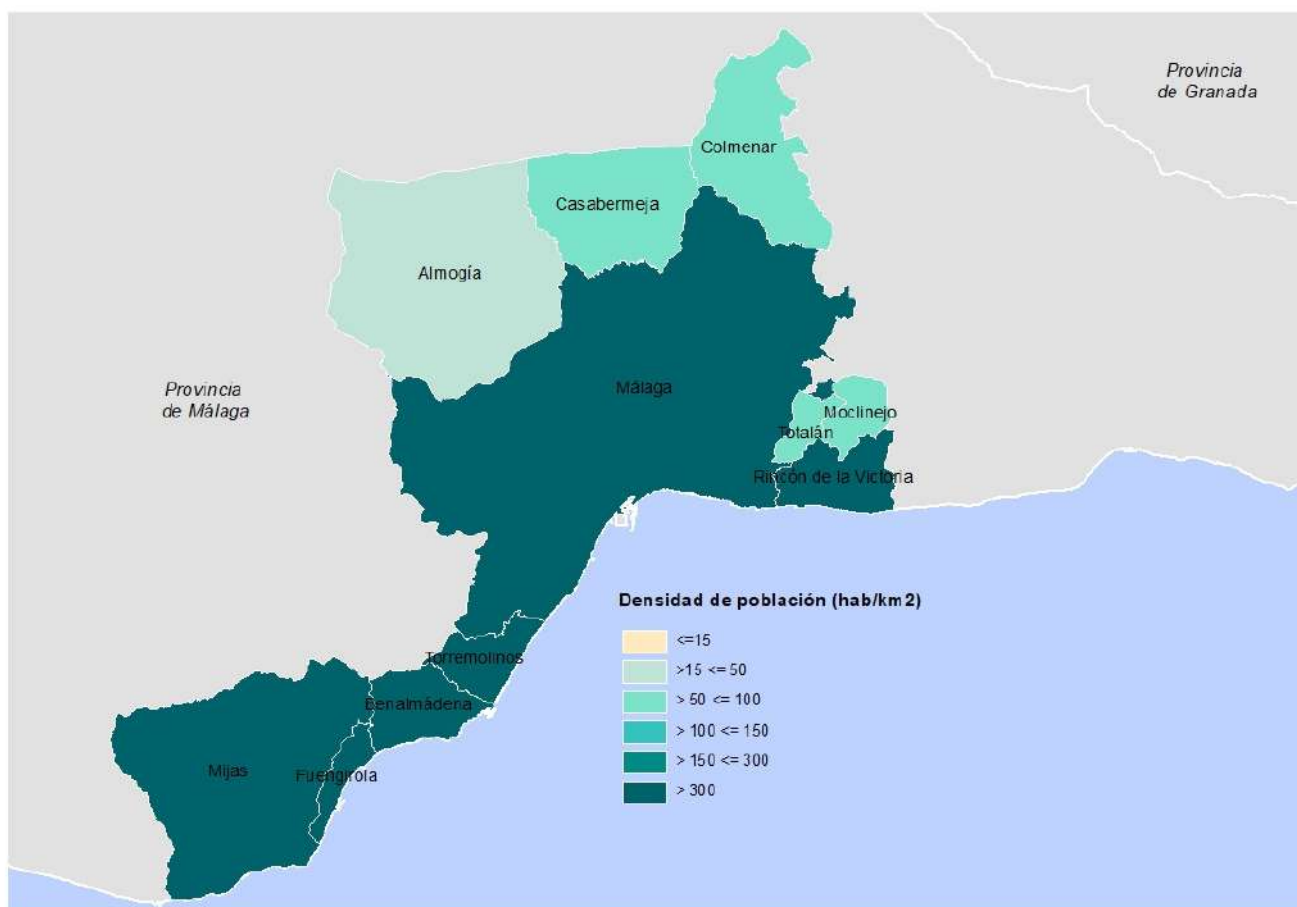 Provincia
de Granada
Colmenar
Casabermeja
Almogía
Provincia
de Málaga
Málaga
Moclinejo
Totalán
Rincón de la Victoria
Densidad de población (hab/km2)
<=15
>15 <= 50
> 50 <= 100
> 100 <= 150
> 150 <= 300
> 300
Torremolinos
Benalmádena
Mijas
Fuengirola